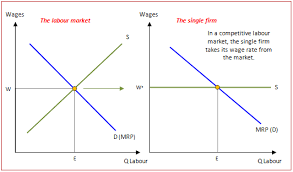 The labour market
Wages
S
W
D (MRP)
E
Q Labour
The single firm
Wages
In a competitive labour
market, the single firm
takes its wage rate from
the market.
W¹
S
MRP (D)
E
Q Labour